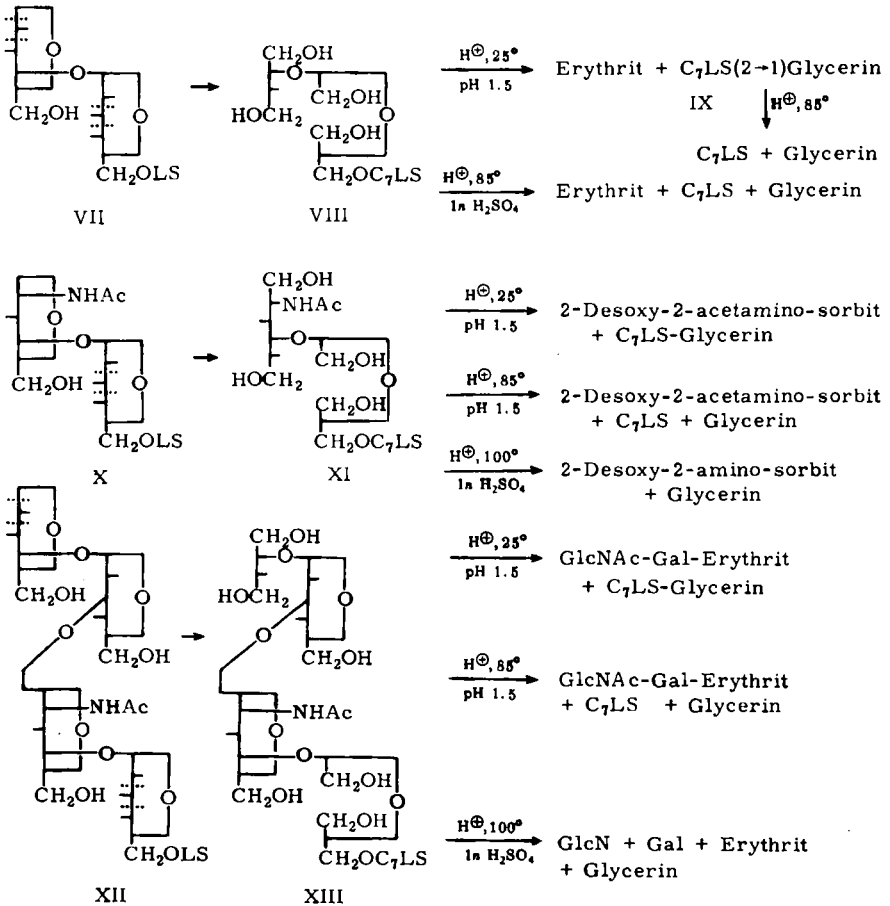 O
O
CH₂OH
O
CH₂OLS
VII
CH₂OH
O
CH₂OH
O
HOCH₂
CH₂OH
CH₂OC₇LS
VIII
H⊕, 25°
pH 1.5
Erythrit + C₇LS(2→1)Glycerin
IX
H⊕, 85°
C₇LS + Glycerin
H⊕, 85°
1n H₂SO₄
Erythrit + C₇LS + Glycerin
NHAc
O
O
CH₂OH
O
CH₂OLS
X
CH₂OH
NHAc
O
CH₂OH
O
HOCH₂
CH₂OH
CH₂OC₇LS
XI
H⊕, 25°
pH 1.5
2-Desoxy-2-acetamino-sorbit
+ C₇LS-Glycerin
H⊕, 85°
pH 1.5
2-Desoxy-2-acetamino-sorbit
+ C₇LS + Glycerin
H⊕, 100°
1n H₂SO₄
2-Desoxy-2-amino-sorbit
+ Glycerin
O
O
CH₂OH
O
O
CH₂OH
NHAc
O
O
CH₂OH
O
CH₂OLS
XII
CH₂OH
O
HOCH₂
O
O
CH₂OH
NHAc
O
O
CH₂OH
CH₂OH
O
CH₂OH
CH₂OC₇LS
XIII
H⊕, 25°
pH 1.5
GlcNAc-Gal-Erythrit
+ C₇LS-Glycerin
H⊕, 85°
pH 1.5
GlcNAc-Gal-Erythrit
+ C₇LS + Glycerin
H⊕, 100°
1n H₂SO₄
GlcN + Gal + Erythrit
+ Glycerin